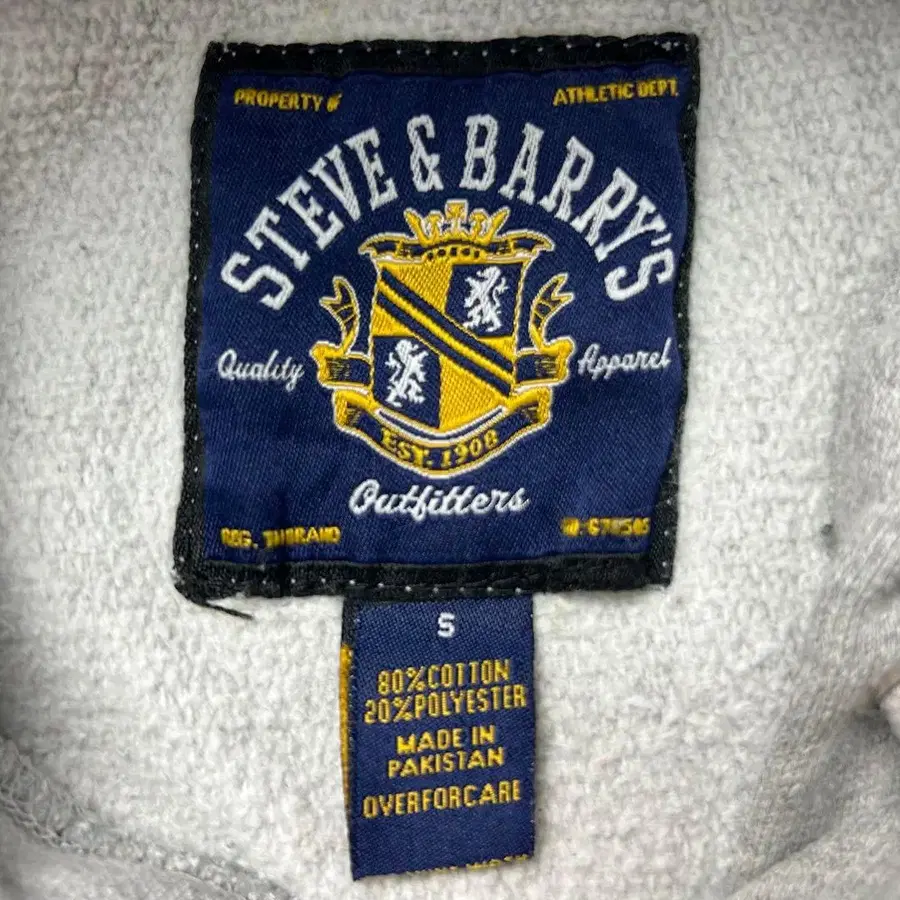 PROPERTY OF
ATHLETIC DEPT.
STEVE & BARRY'S
Quality
Apparel
EST. 1908
Outfitters
REG.
S
80%COTTON
20%POLYESTER
MADE IN
PAKISTAN
OVERFORCARE